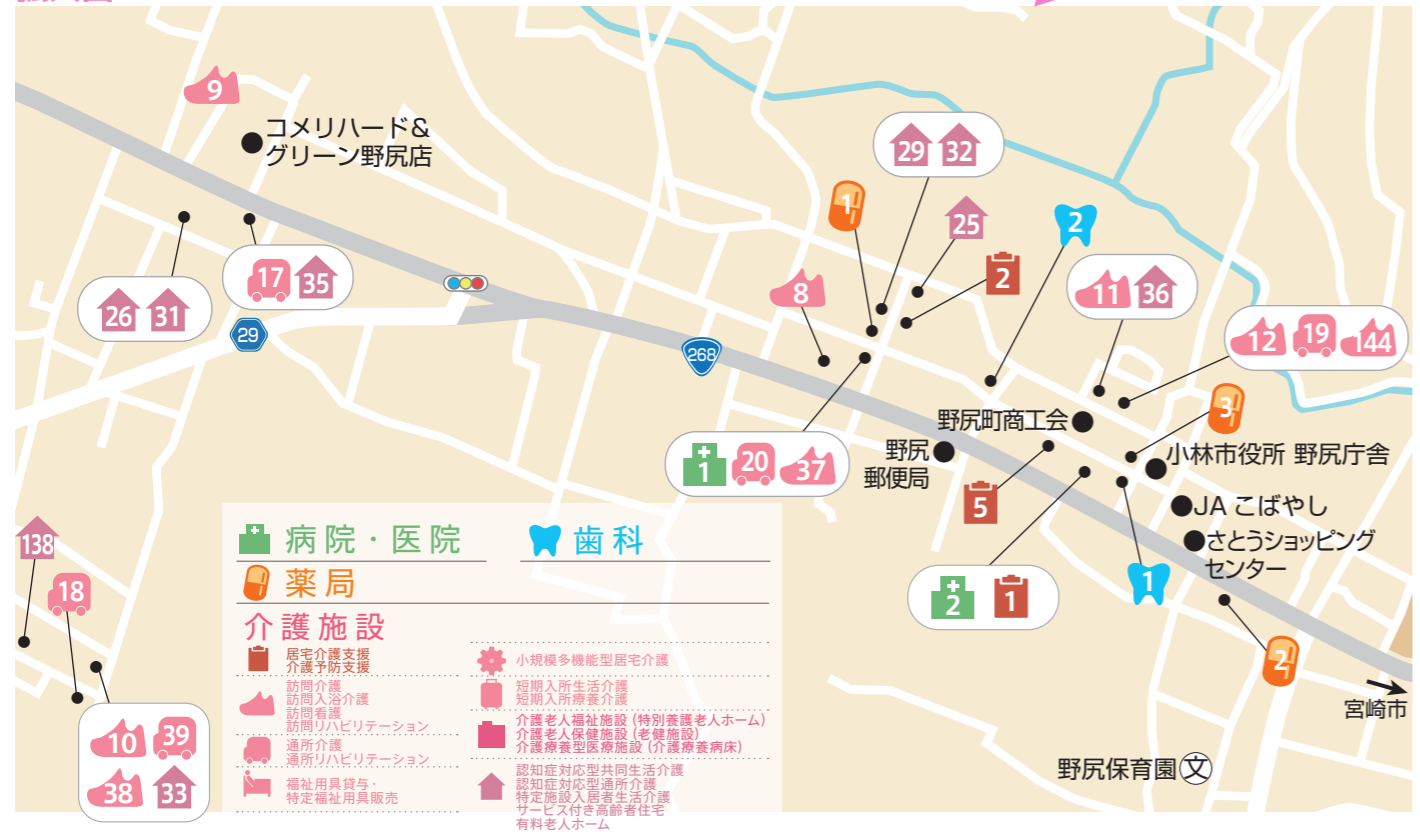 9
コメリハード＆
グリーン野尻店
29 32
1
25
2
2
17 35
26 31
8
11 36
29
268
12 19 144
3
野尻町商工会
野尻
郵便局
小林市役所 野尻庁舎
1 20 37
5
JA こばやし
さとうショッピング
センター
138
18
2 1
1
2
宮崎市
10 39
38 33
野尻保育園 文
病院・医院
歯科
薬局
介護施設
居宅介護支援
介護予防支援
訪問介護
訪問入浴介護
訪問看護
訪問リハビリテーション
通所介護
通所リハビリテーション
福祉用具貸与・
特定福祉用具販売
小規模多機能型居宅介護
短期入所生活介護
短期入所療養介護
介護老人福祉施設（特別養護老人ホーム）
介護老人保健施設（老健施設）
介護療養型医療施設（介護療養病床）
認知症対応型共同生活介護
認知症対応型通所介護
特定施設入居者生活介護
サービス付き高齢者住宅
有料老人ホーム